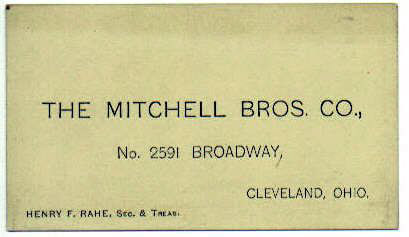 THE MITCHELL BROS. CO.,
No. 2591 BROADWAY,
CLEVELAND, OHIO.
HENRY F. RAHE, Sec. & Treas.